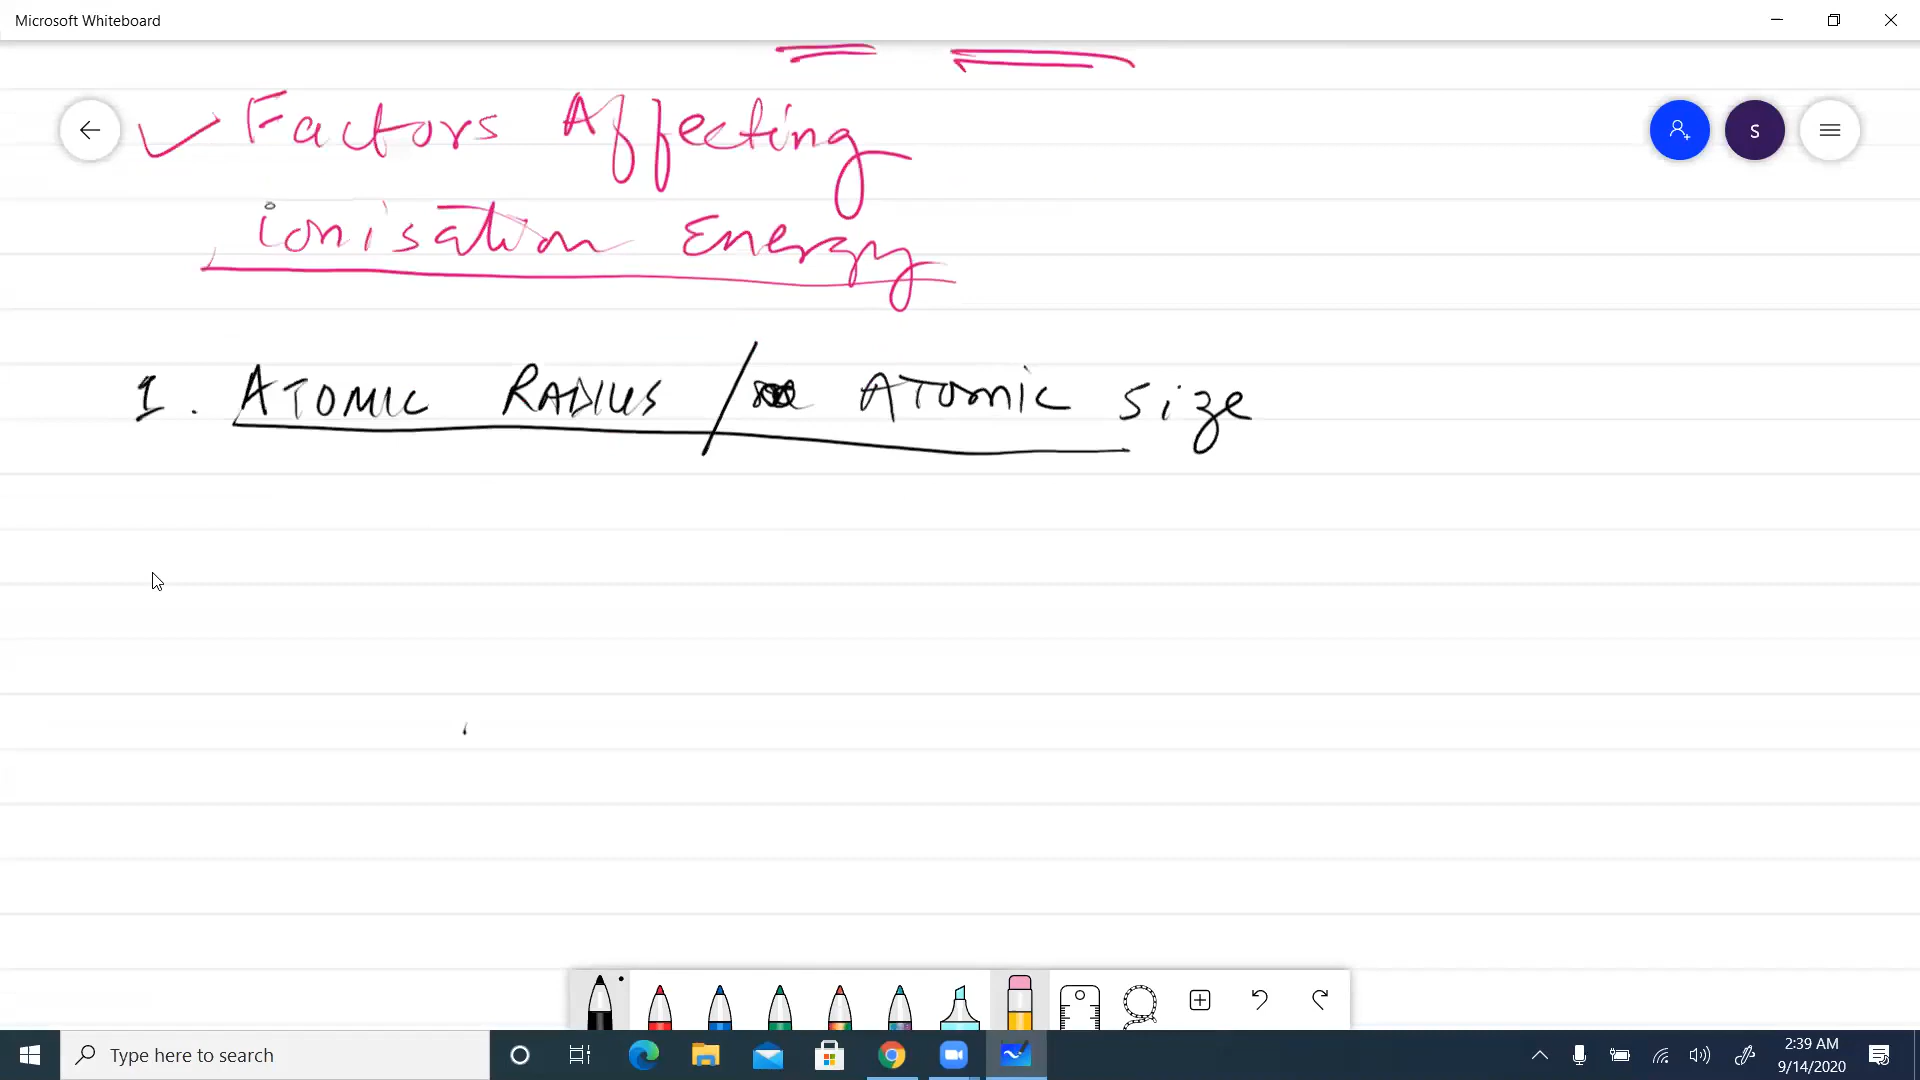 Microsoft Whiteboard
Factors Affecting
S
ionisation Energy
1. ATOMIC RADIUS / ATOMIC size
Type here to search
2:39 AM
9/14/2020